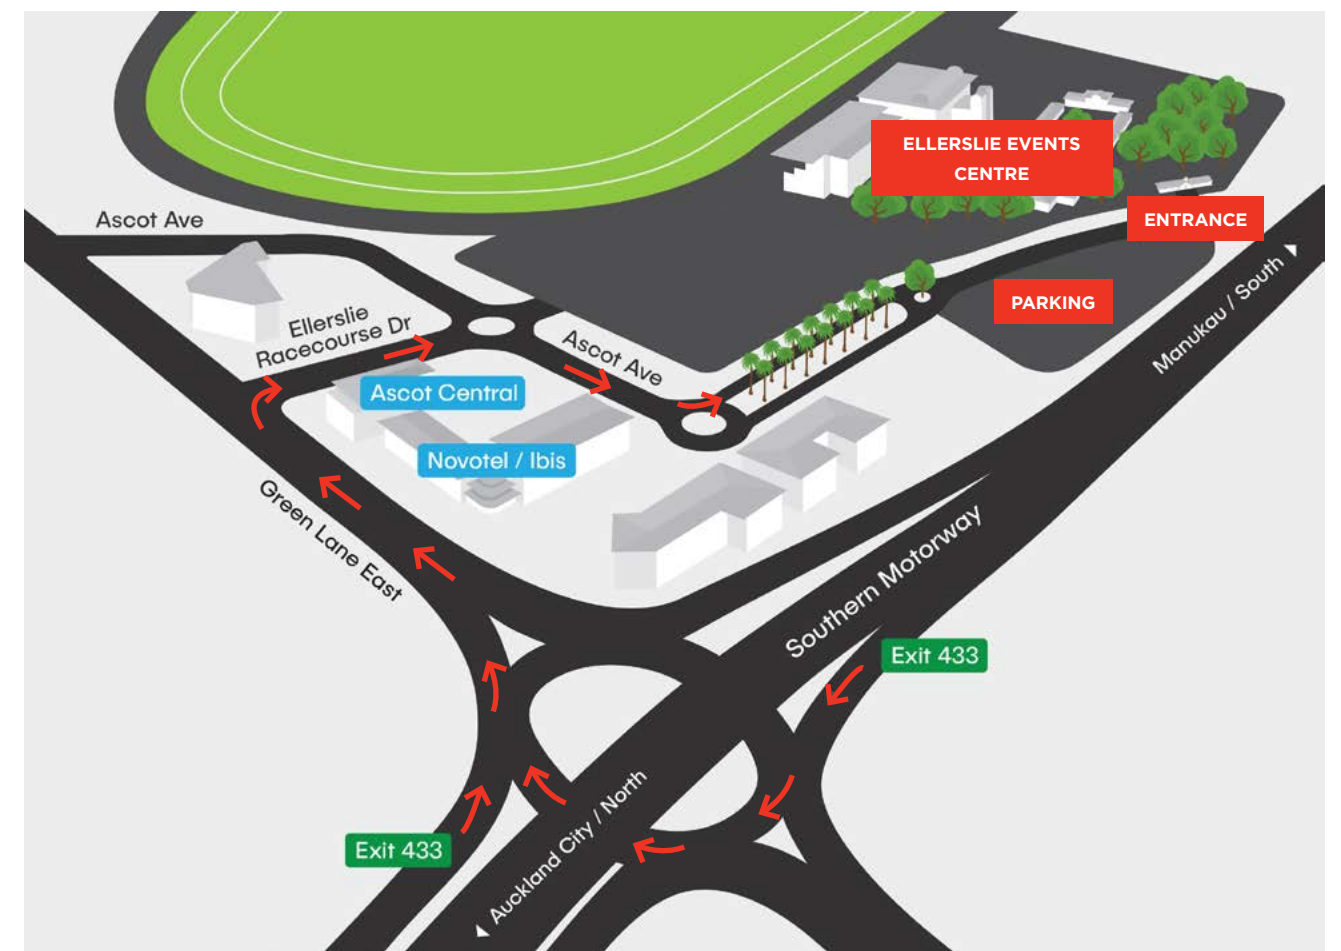 ELLERSLIE EVENTS
CENTRE
Ascot Ave
ENTRANCE
Manukau / South
PARKING
Ellerslie
Racecourse Dr
Ascot Ave
Ascot Central
Novotel / Ibis
Green Lane East
Southern Motorway
Exit 433
Auckland City / North
Exit 433